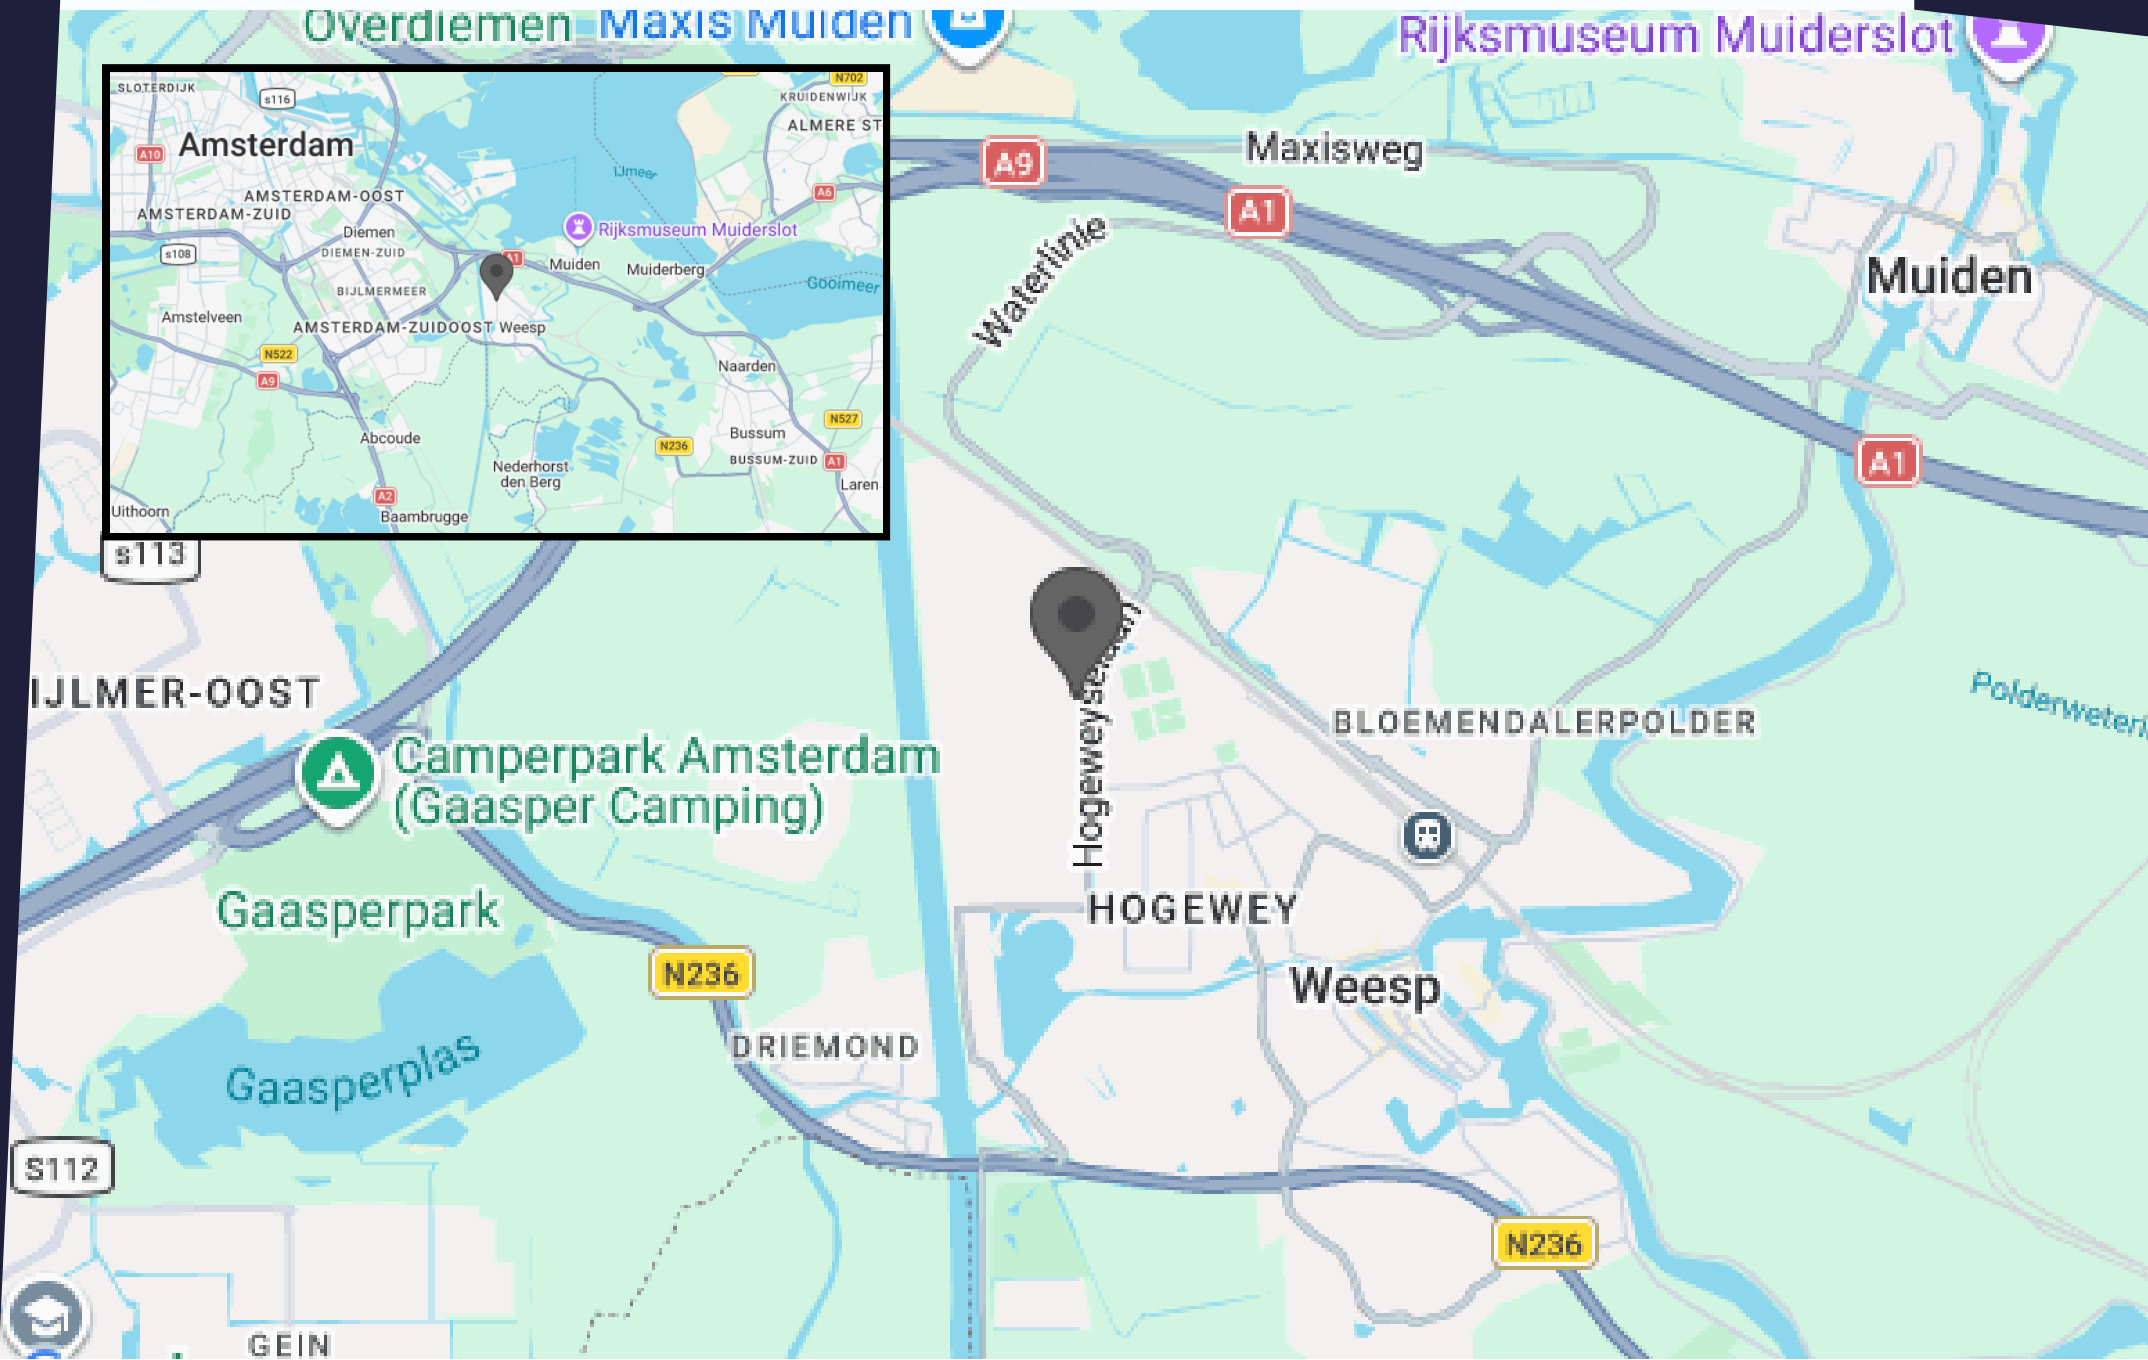 Overdiemen
Maxis Muiden
Rijksmuseum Muiderslot
N702
SLOTERDIJK
s116
KRUIDENWIJK
ALMERE ST
Amsterdam
A10
IJmeer
A6
AMSTERDAM-OOST
AMSTERDAM-ZUID
Diemen
Rijksmuseum Muiderslot
s108
DIEMEN-ZUID
A1
Muiden
Muiderberg
BIJLMERMEER
Gooimeer
Amstelveen
AMSTERDAM-ZUIDOOST
Weesp
N522
A9
Naarden
N527
Abcoude
N236
Bussum
BUSSUM-ZUID
A1
Nederhorst
den Berg
Laren
A2
Uithoorn
Baambrugge
A9
Maxisweg
A1
Waterlinie
Muiden
A1
s113
Hogeweyselaan
IJLMER-OOST
Polderweteri
BLOEMENDALERPOLDER
Camperpark Amsterdam
(Gaasper Camping)
Gaasperpark
HOGEWEY
N236
Weesp
DRIEMOND
Gaasperplas
S112
N236
GEIN